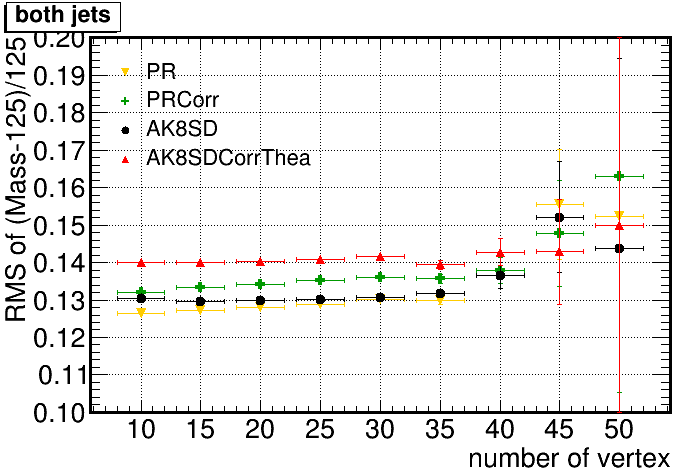 both jets
RMS of (Mass-125)/125
0.20
0.19
0.18
0.17
0.16
0.15
0.14
0.13
0.12
0.11
0.10
PR
PRCorr
AK8SD
AK8SDCorrThea
10 15 20 25 30 35 40 45 50
number of vertex